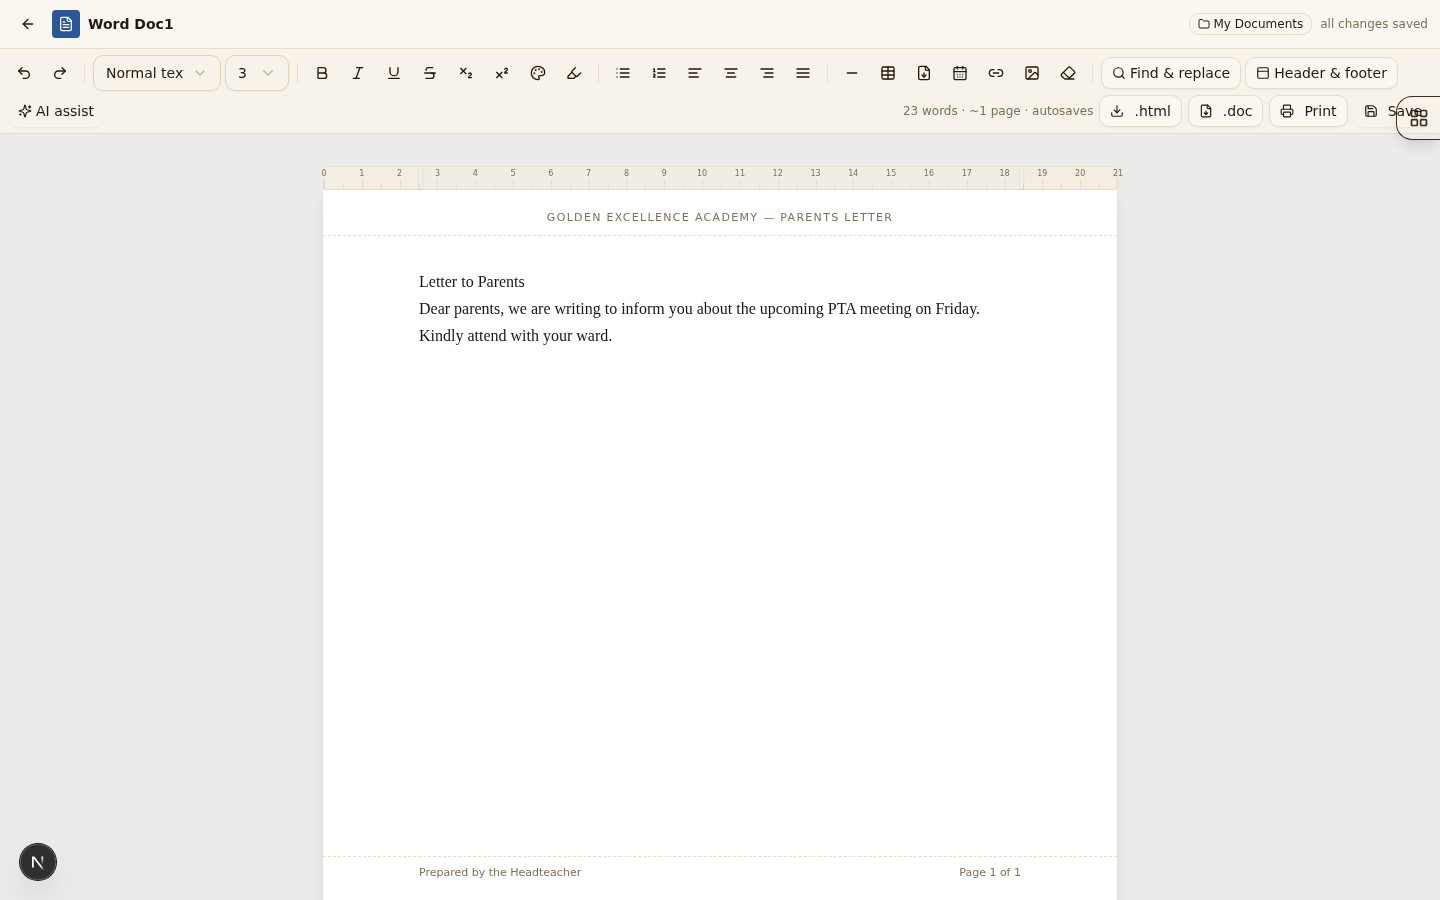 Word Doc1
My Documents
all changes saved
Normal tex
3
Find & replace
Header & footer
AI assist
23 words · ~1 page · autosaves
.html
.doc
Print
Save
0 1 2 3 4 5 6 7 8 9 10 11 12 13 14 15 16 17 18 19 20 21
GOLDEN EXCELLENCE ACADEMY — PARENTS LETTER
Letter to Parents
Dear parents, we are writing to inform you about the upcoming PTA meeting on Friday.
Kindly attend with your ward.
Prepared by the Headteacher
Page 1 of 1
N